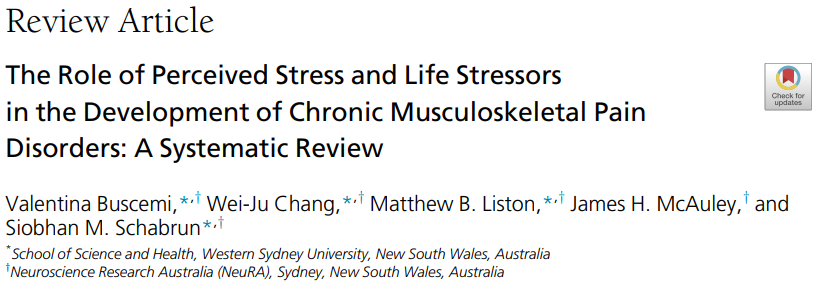 Review Article
The Role of Perceived Stress and Life Stressors
in the Development of Chronic Musculoskeletal Pain
Disorders: A Systematic Review
Check for
updates
Valentina Buscemi,*,† Wei-Ju Chang,*,† Matthew B. Liston,*,† James H. McAuley,† and
Siobhan M. Schabrun*,†
*School of Science and Health, Western Sydney University, New South Wales, Australia
†Neuroscience Research Australia (NeuRA), Sydney, New South Wales, Australia